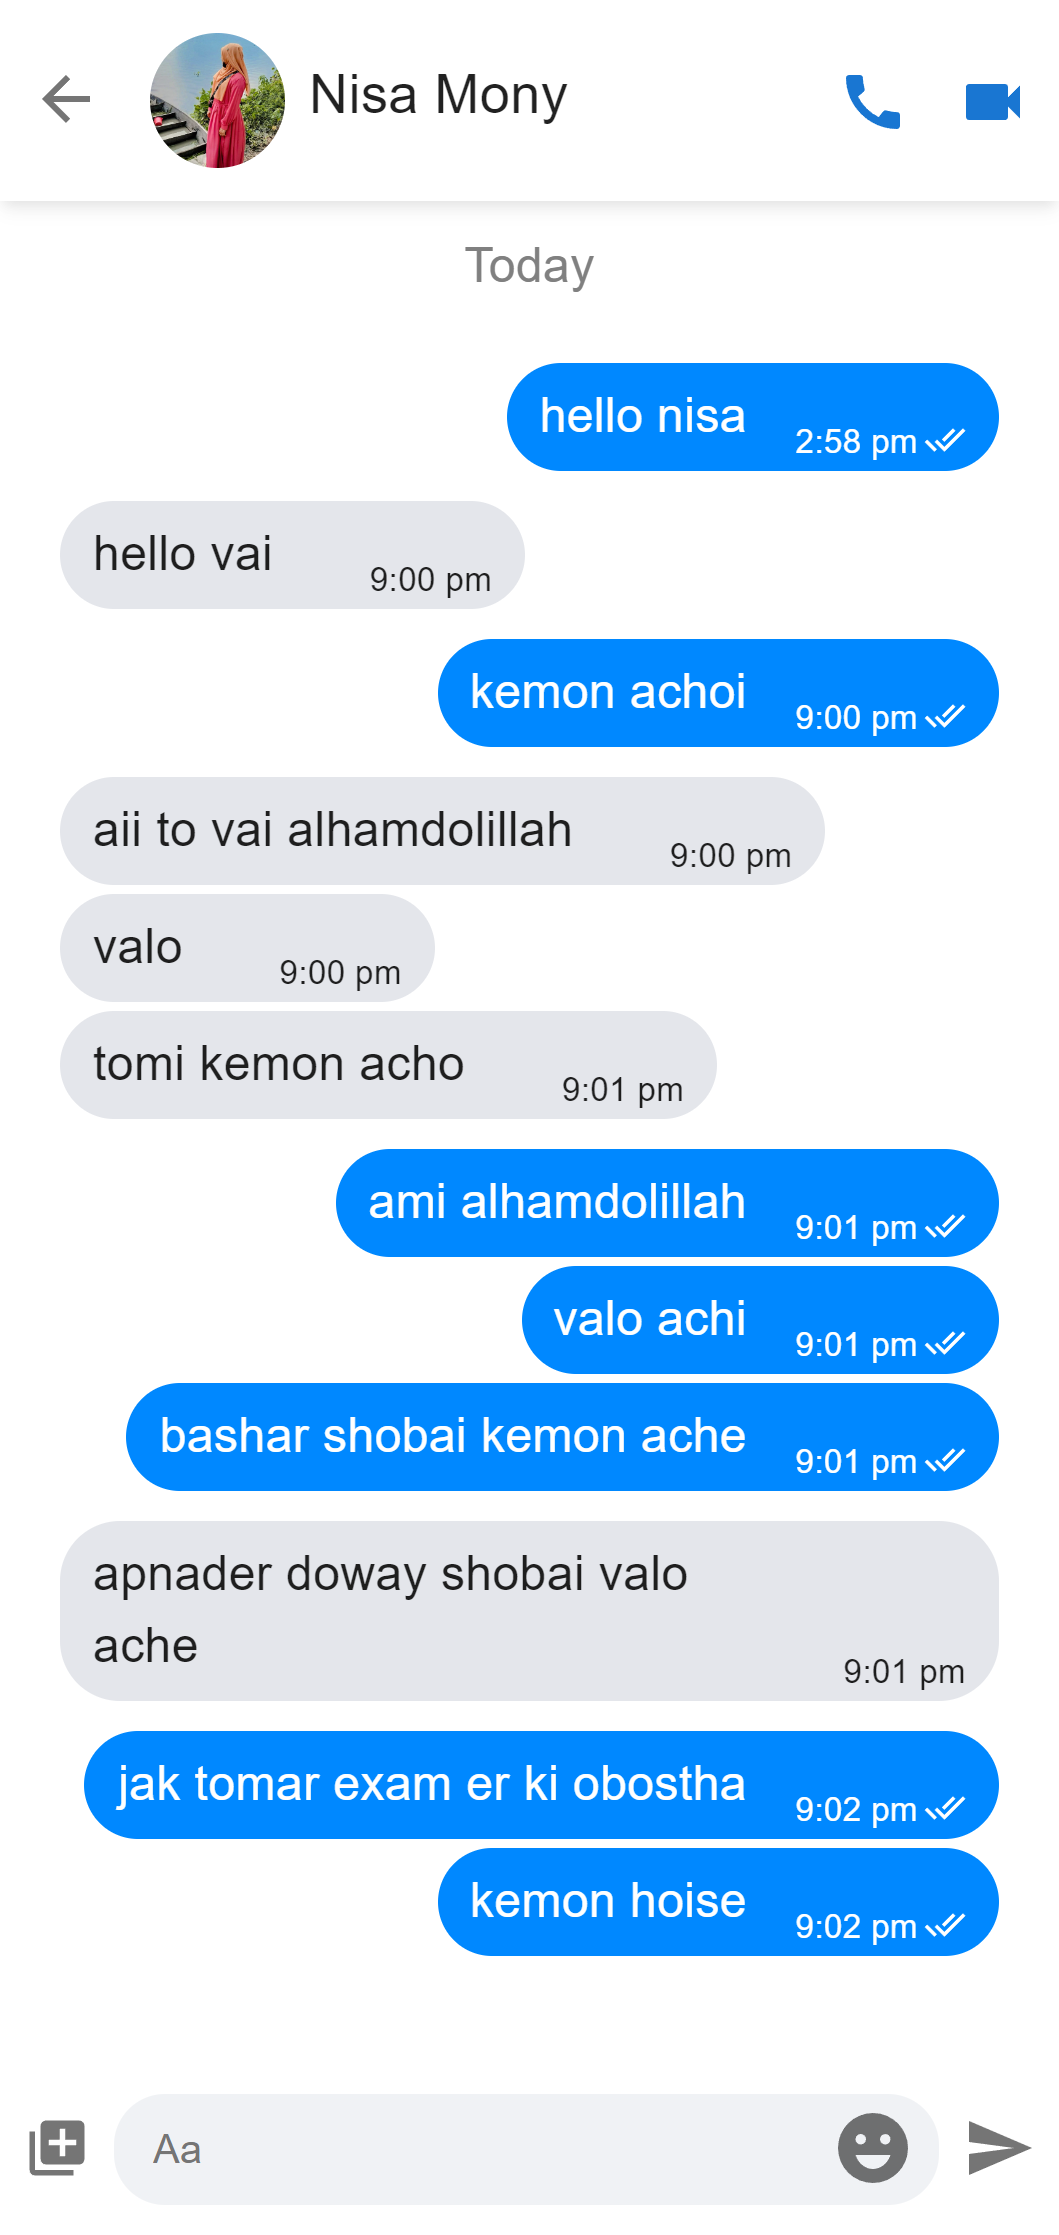 Nisa Mony
Today
hello nisa
2:58 pm
hello vai
9:00 pm
kemon achoi
9:00 pm
aii to vai alhamdolillah
9:00 pm
valo
9:00 pm
tomi kemon acho
9:01 pm
ami alhamdolillah
9:01 pm
valo achi
9:01 pm
bashar shobai kemon ache
9:01 pm
apnader doway shobai valo
ache
9:01 pm
jak tomar exam er ki obostha
9:02 pm
kemon hoise
9:02 pm
Aa